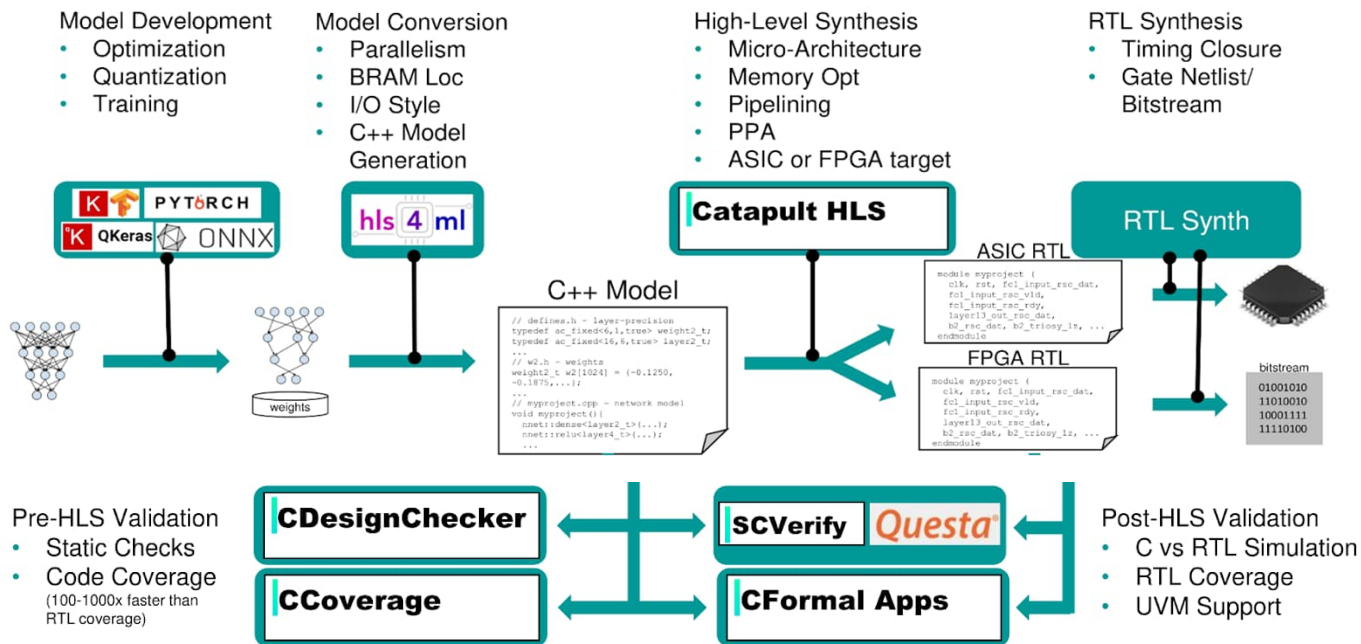 Model Development
• Optimization
• Quantization
• Training
Model Conversion
• Parallelism
• BRAM Loc
• I/O Style
• C++ Model
Generation
High-Level Synthesis
• Micro-Architecture
• Memory Opt
• Pipelining
• PPA
• ASIC or FPGA target
RTL Synthesis
• Timing Closure
• Gate Netlist/
Bitstream
K PYTORCH
K QKeras ONNX
hls 4 ml
Catapult HLS
RTL Synth
weights
C++ Model
// defines.h - layer-precision
typedef ac_fixed<6,1,true> weight2_t;
typedef ac_fixed<16,6,true> layer2_t;
...
// w2.h - weights
weight2_t w2[1024] = {-0.1250,
-0.1875,...};
...
// myproject.cpp - network model
void myproject(){
nnet::dense<layer2_t>(...);
nnet::relu<layer4_t>(...);
...
ASIC RTL
module myproject (
clk, rst, fc1_input_rsc_dat,
fc1_input_rsc_vld,
fc1_input_rsc_rdy,
layer13_out_rsc_dat,
b2_rsc_dat, b2_triosy_lz, ...
endmodule
FPGA RTL
module myproject (
clk, rst, fc1_input_rsc_dat,
fc1_input_rsc_vld,
fc1_input_rsc_rdy,
layer13_out_rsc_dat,
b2_rsc_dat, b2_triosy_lz, ...
endmodule
bitstream
01001010
11010010
10001111
11110100
Pre-HLS Validation
• Static Checks
• Code Coverage
(100-1000x faster than
RTL coverage)
CDesignChecker
CCoverage
SCVerify Questa®
CFormal Apps
Post-HLS Validation
• C vs RTL Simulation
• RTL Coverage
• UVM Support